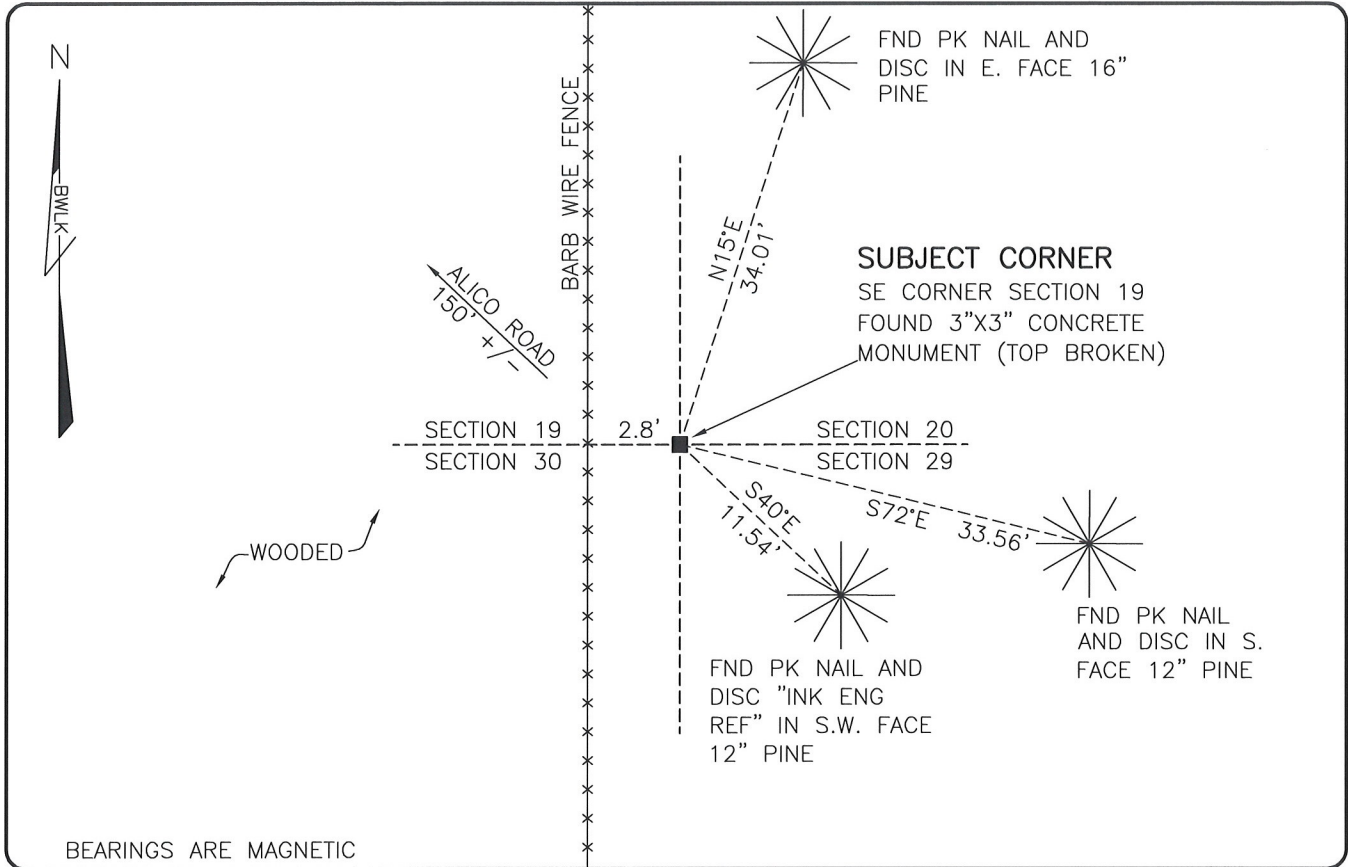 N
BWLK
BARB WIRE FENCE
FND PK NAIL AND
DISC IN E. FACE 16"
PINE
N15°E
34.01'
SUBJECT CORNER
SE CORNER SECTION 19
FOUND 3"X3" CONCRETE
MONUMENT (TOP BROKEN)
ALICO ROAD
150' +/-
SECTION 19
2.8'
SECTION 20
SECTION 30
SECTION 29
S40°E
11.54'
S72°E 33.56'
WOODED
FND PK NAIL
AND DISC IN S.
FACE 12" PINE
FND PK NAIL AND
DISC "INK ENG
REF" IN S.W. FACE
12" PINE
BEARINGS ARE MAGNETIC